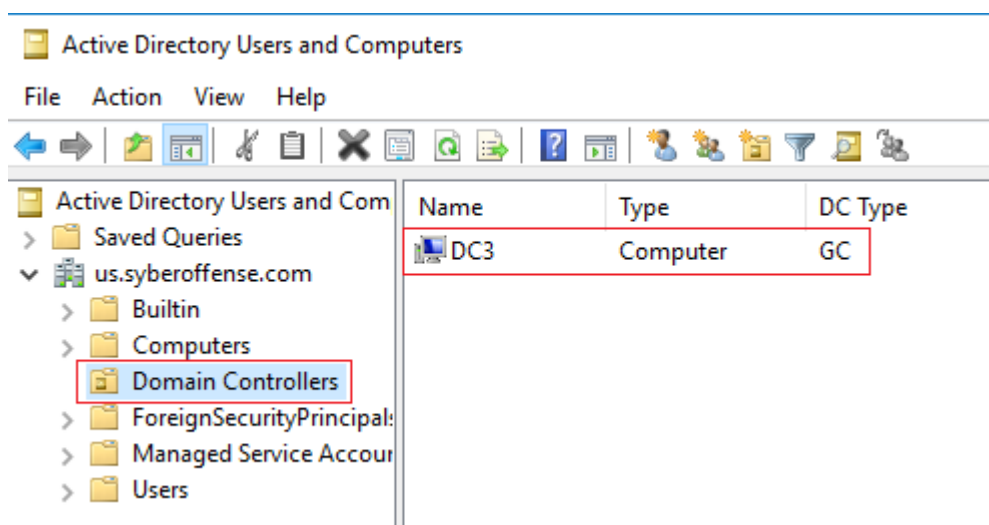 Active Directory Users and Computers
File Action View Help
Active Directory Users and Com
Saved Queries
us.syberoffense.com
Builtin
Computers
Domain Controllers
ForeignSecurityPrincipals
Managed Service Accour
Users
Name Type DC Type
DC3 Computer GC